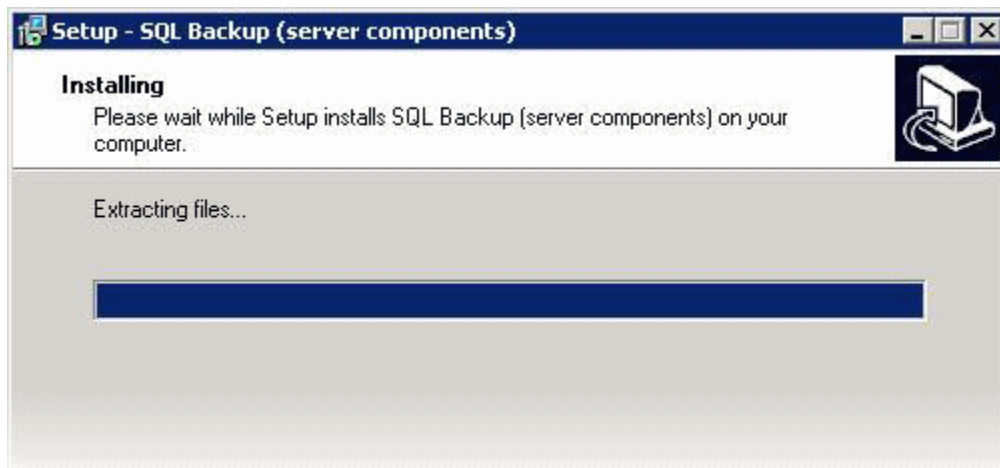 Setup - SQL Backup (server components)
Installing
Please wait while Setup installs SQL Backup (server components) on your
computer.
Extracting files...